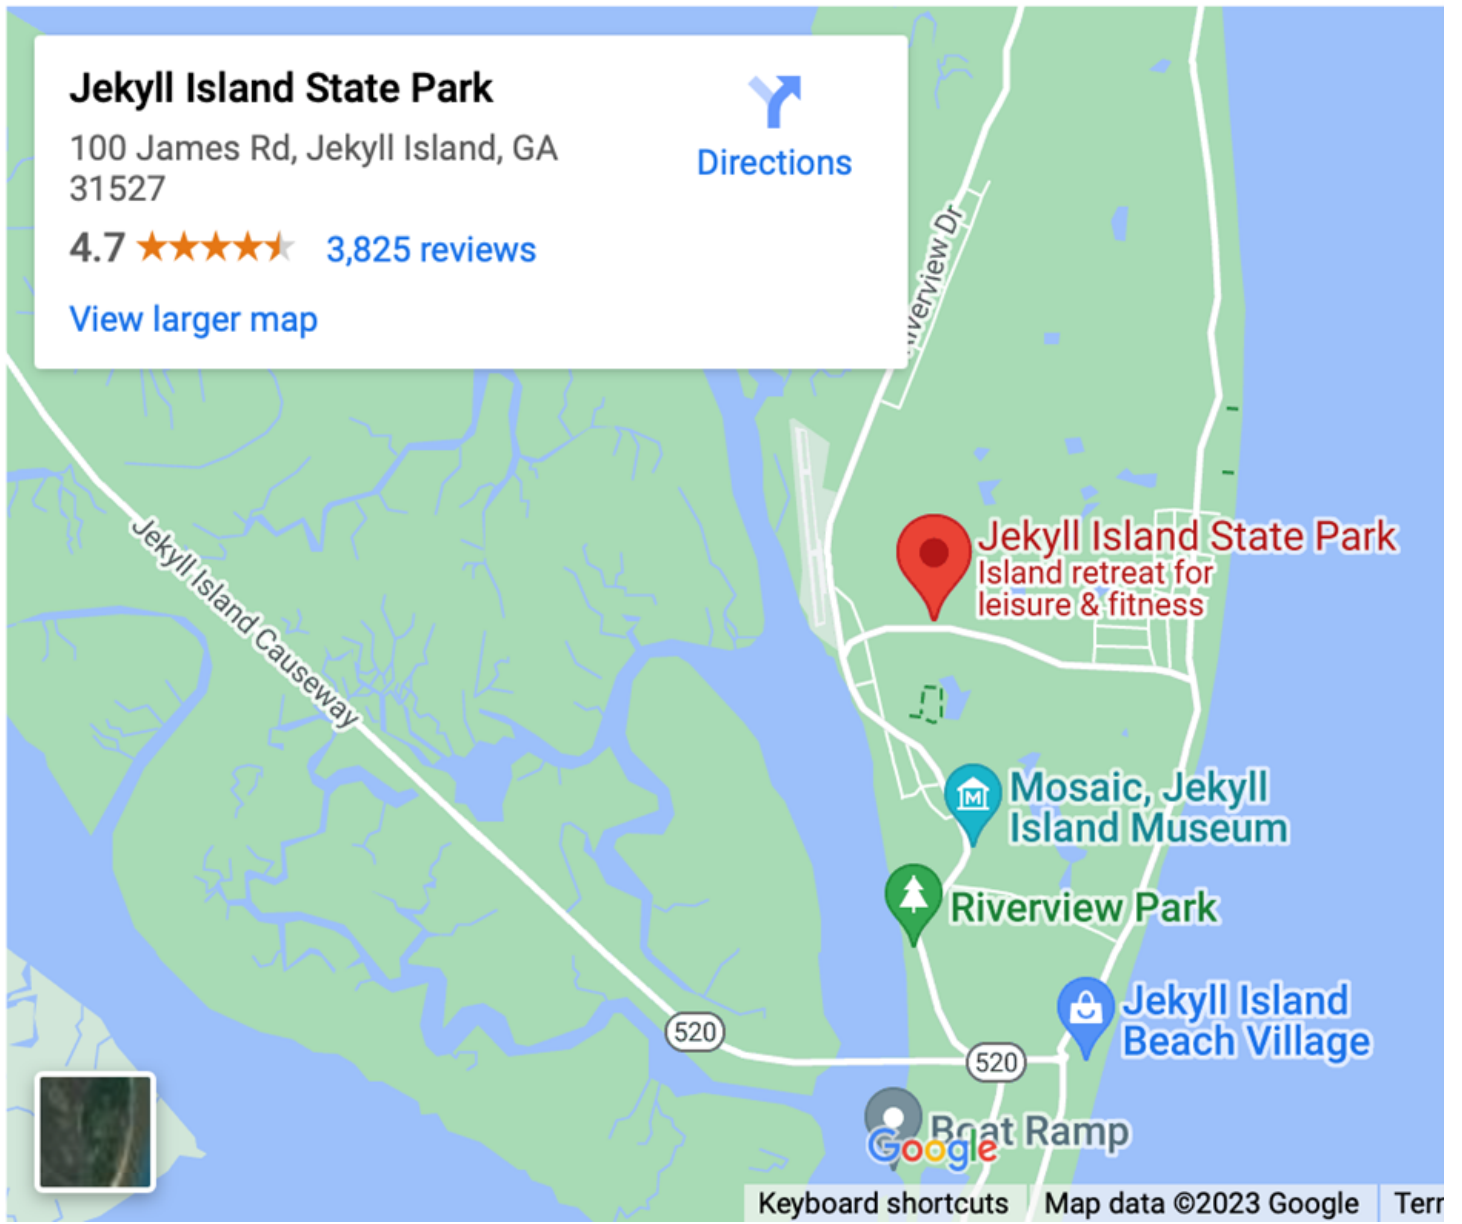 Jekyll Island State Park
100 James Rd, Jekyll Island, GA
31527
Directions
4.7
3,825 reviews
View larger map
Riverview Dr
Jekyll Island Causeway
Jekyll Island State Park
Island retreat for
leisure & fitness
Mosaic, Jekyll
Island Museum
M
Riverview Park
Jekyll Island
Beach Village
520
520
Boat Ramp
Google
Keyboard shortcuts
Map data ©2023 Google